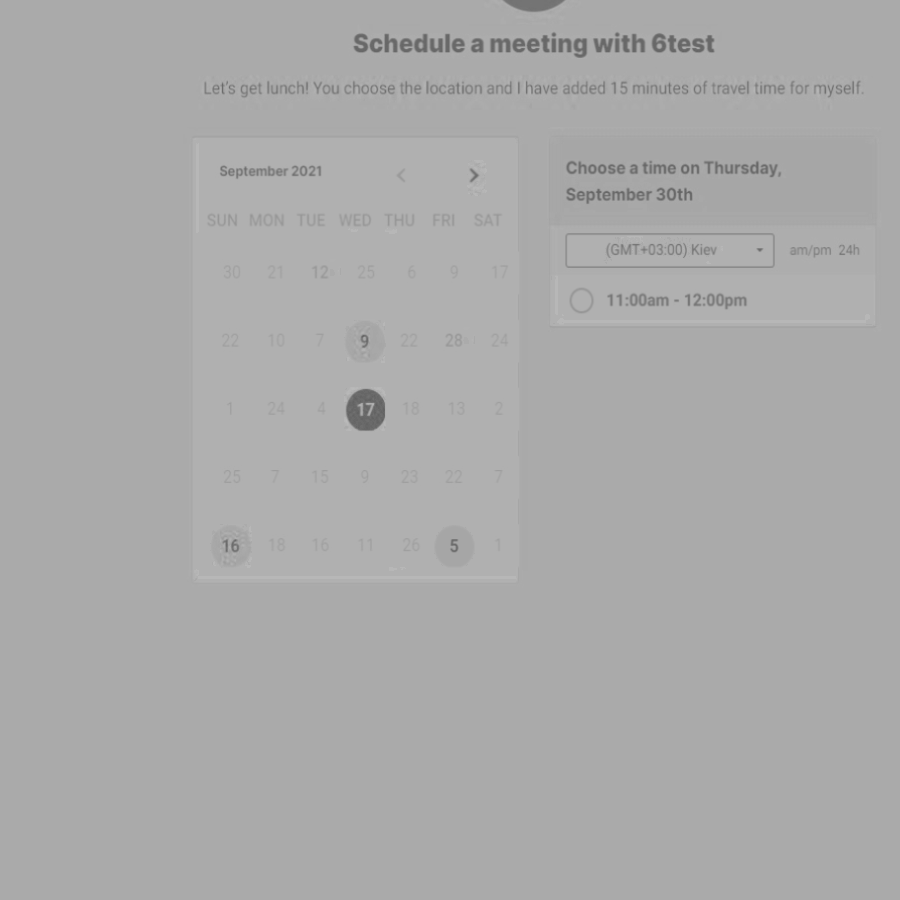 Schedule a meeting with 6test
Let's get lunch! You choose the location and I have added 15 minutes of travel time for myself.
September 2021
SUN MON TUE WED THU FRI SAT
30 21 12 25 6 9 17
22 10 7 9 22 28 24
1 24 4 17 18 13 2
25 7 15 9 23 22 7
16 18 16 11 26 5 1
Choose a time on Thursday,
September 30th
(GMT+03:00) Kiev am/pm 24h
11:00am - 12:00pm